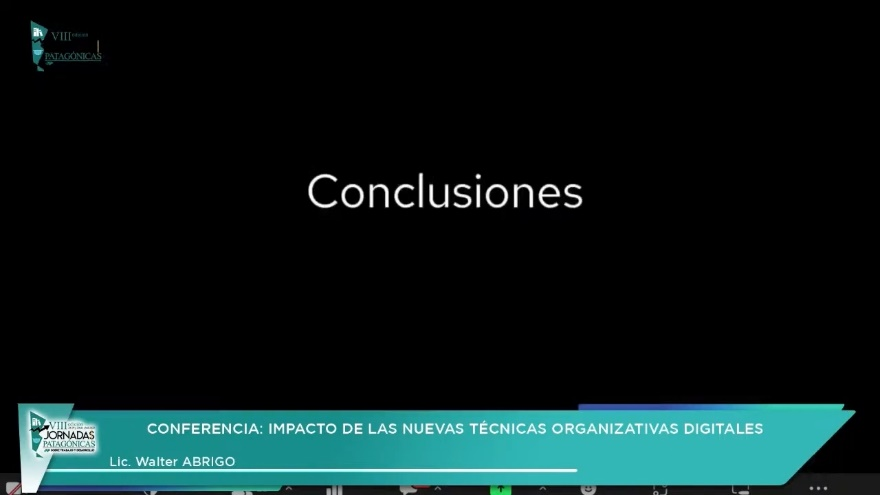 VIII
PATAGÓNICAS
Conclusiones
CONFERENCIA: IMPACTO DE LAS NUEVAS TÉCNICAS ORGANIZATIVAS DIGITALES
VIII
JORNADAS
PATAGÓNICAS
Lic. Walter ABRIGO